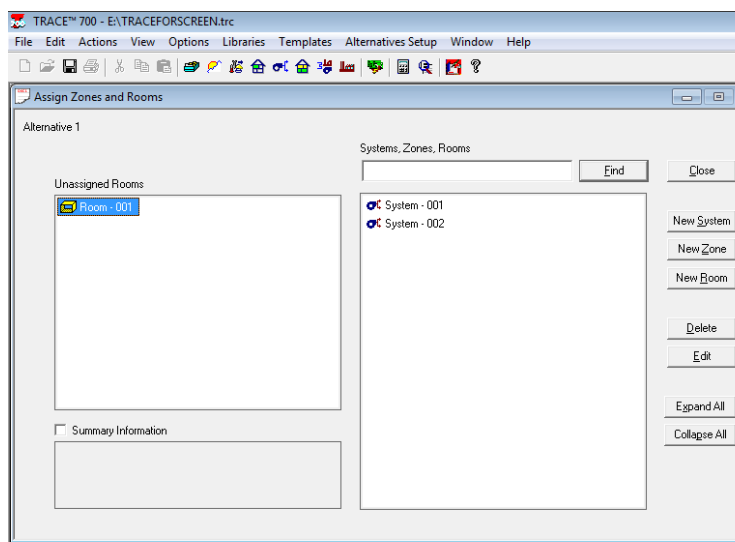 TRACE™ 700 - E:\TRACEFORSCREEN.trc
File Edit Actions View Options Libraries Templates Alternatives Setup Window Help
Assign Zones and Rooms
Alternative 1
Systems, Zones, Rooms
Find
Close
Unassigned Rooms
Room - 001
System - 001
System - 002
New System
New Zone
New Room
Delete
Edit
Expand All
Collapse All
Summary Information